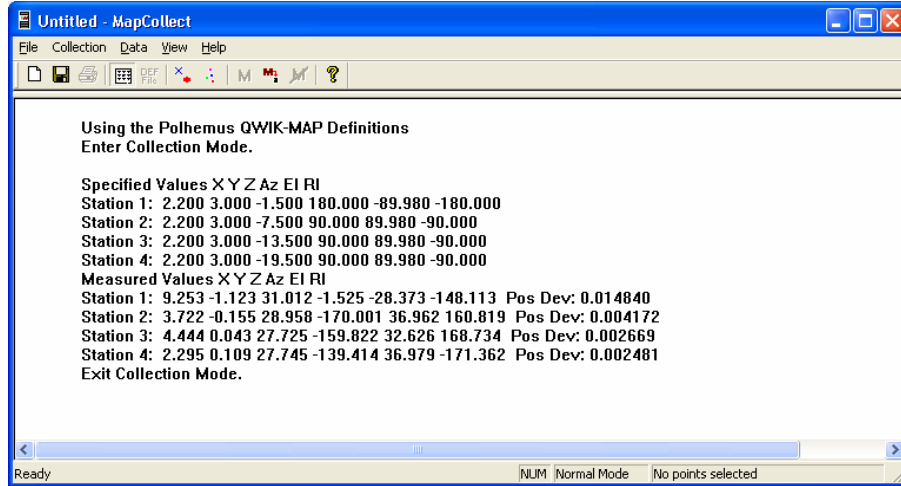 Untitled - MapCollect
File Collection Data View Help
DEF
File
M M1 M ?
Using the Polhemus QWIK-MAP Definitions
Enter Collection Mode.
Specified Values X Y Z Az El Rl
Station 1: 2.200 3.000 -1.500 180.000 -89.980 -180.000
Station 2: 2.200 3.000 -7.500 90.000 89.980 -90.000
Station 3: 2.200 3.000 -13.500 90.000 89.980 -90.000
Station 4: 2.200 3.000 -19.500 90.000 89.980 -90.000
Measured Values X Y Z Az El Rl
Station 1: 9.253 -1.123 31.012 -1.525 -28.373 -148.113 Pos Dev: 0.014840
Station 2: 3.722 -0.155 28.958 -170.001 36.962 160.819 Pos Dev: 0.004172
Station 3: 4.444 0.043 27.725 -159.822 32.626 168.734 Pos Dev: 0.002669
Station 4: 2.295 0.109 27.745 -139.414 36.979 -171.362 Pos Dev: 0.002481
Exit Collection Mode.
Ready NUM Normal Mode No points selected